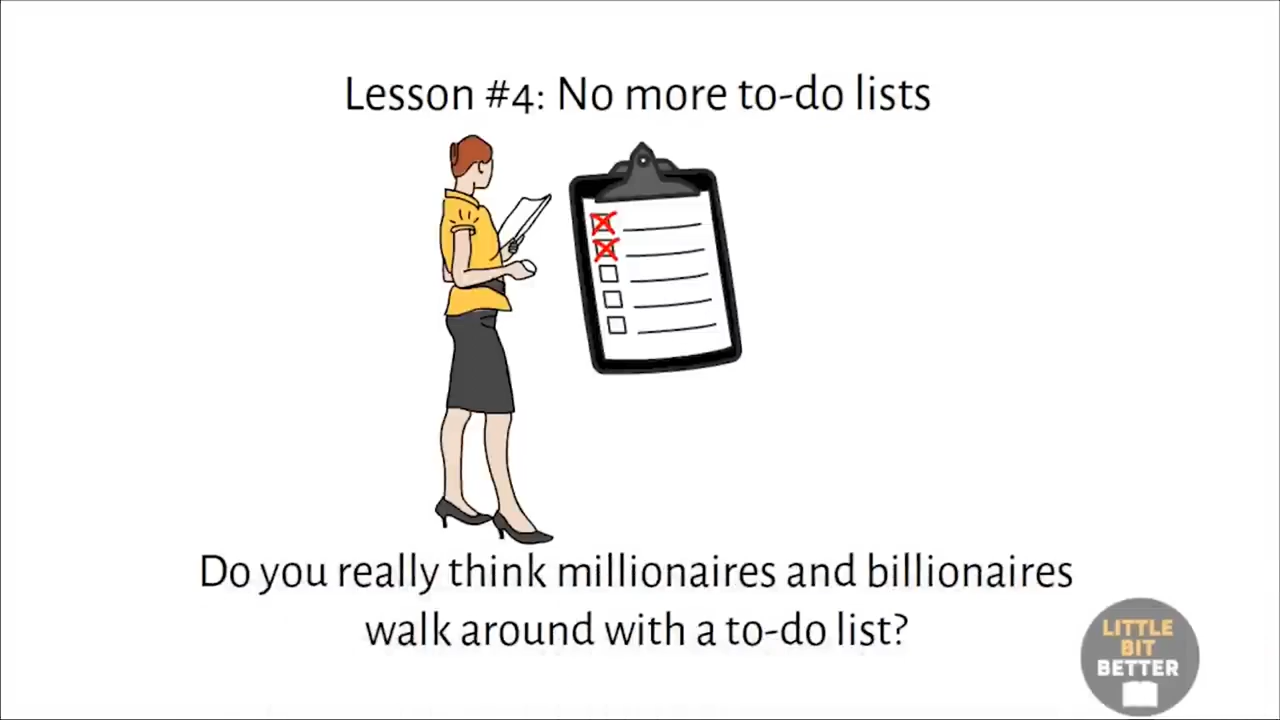 Lesson #4: No more to-do lists
Do you really think millionaires and billionaires
walk around with a to-do list?
LITTLE
BIT
BETTER